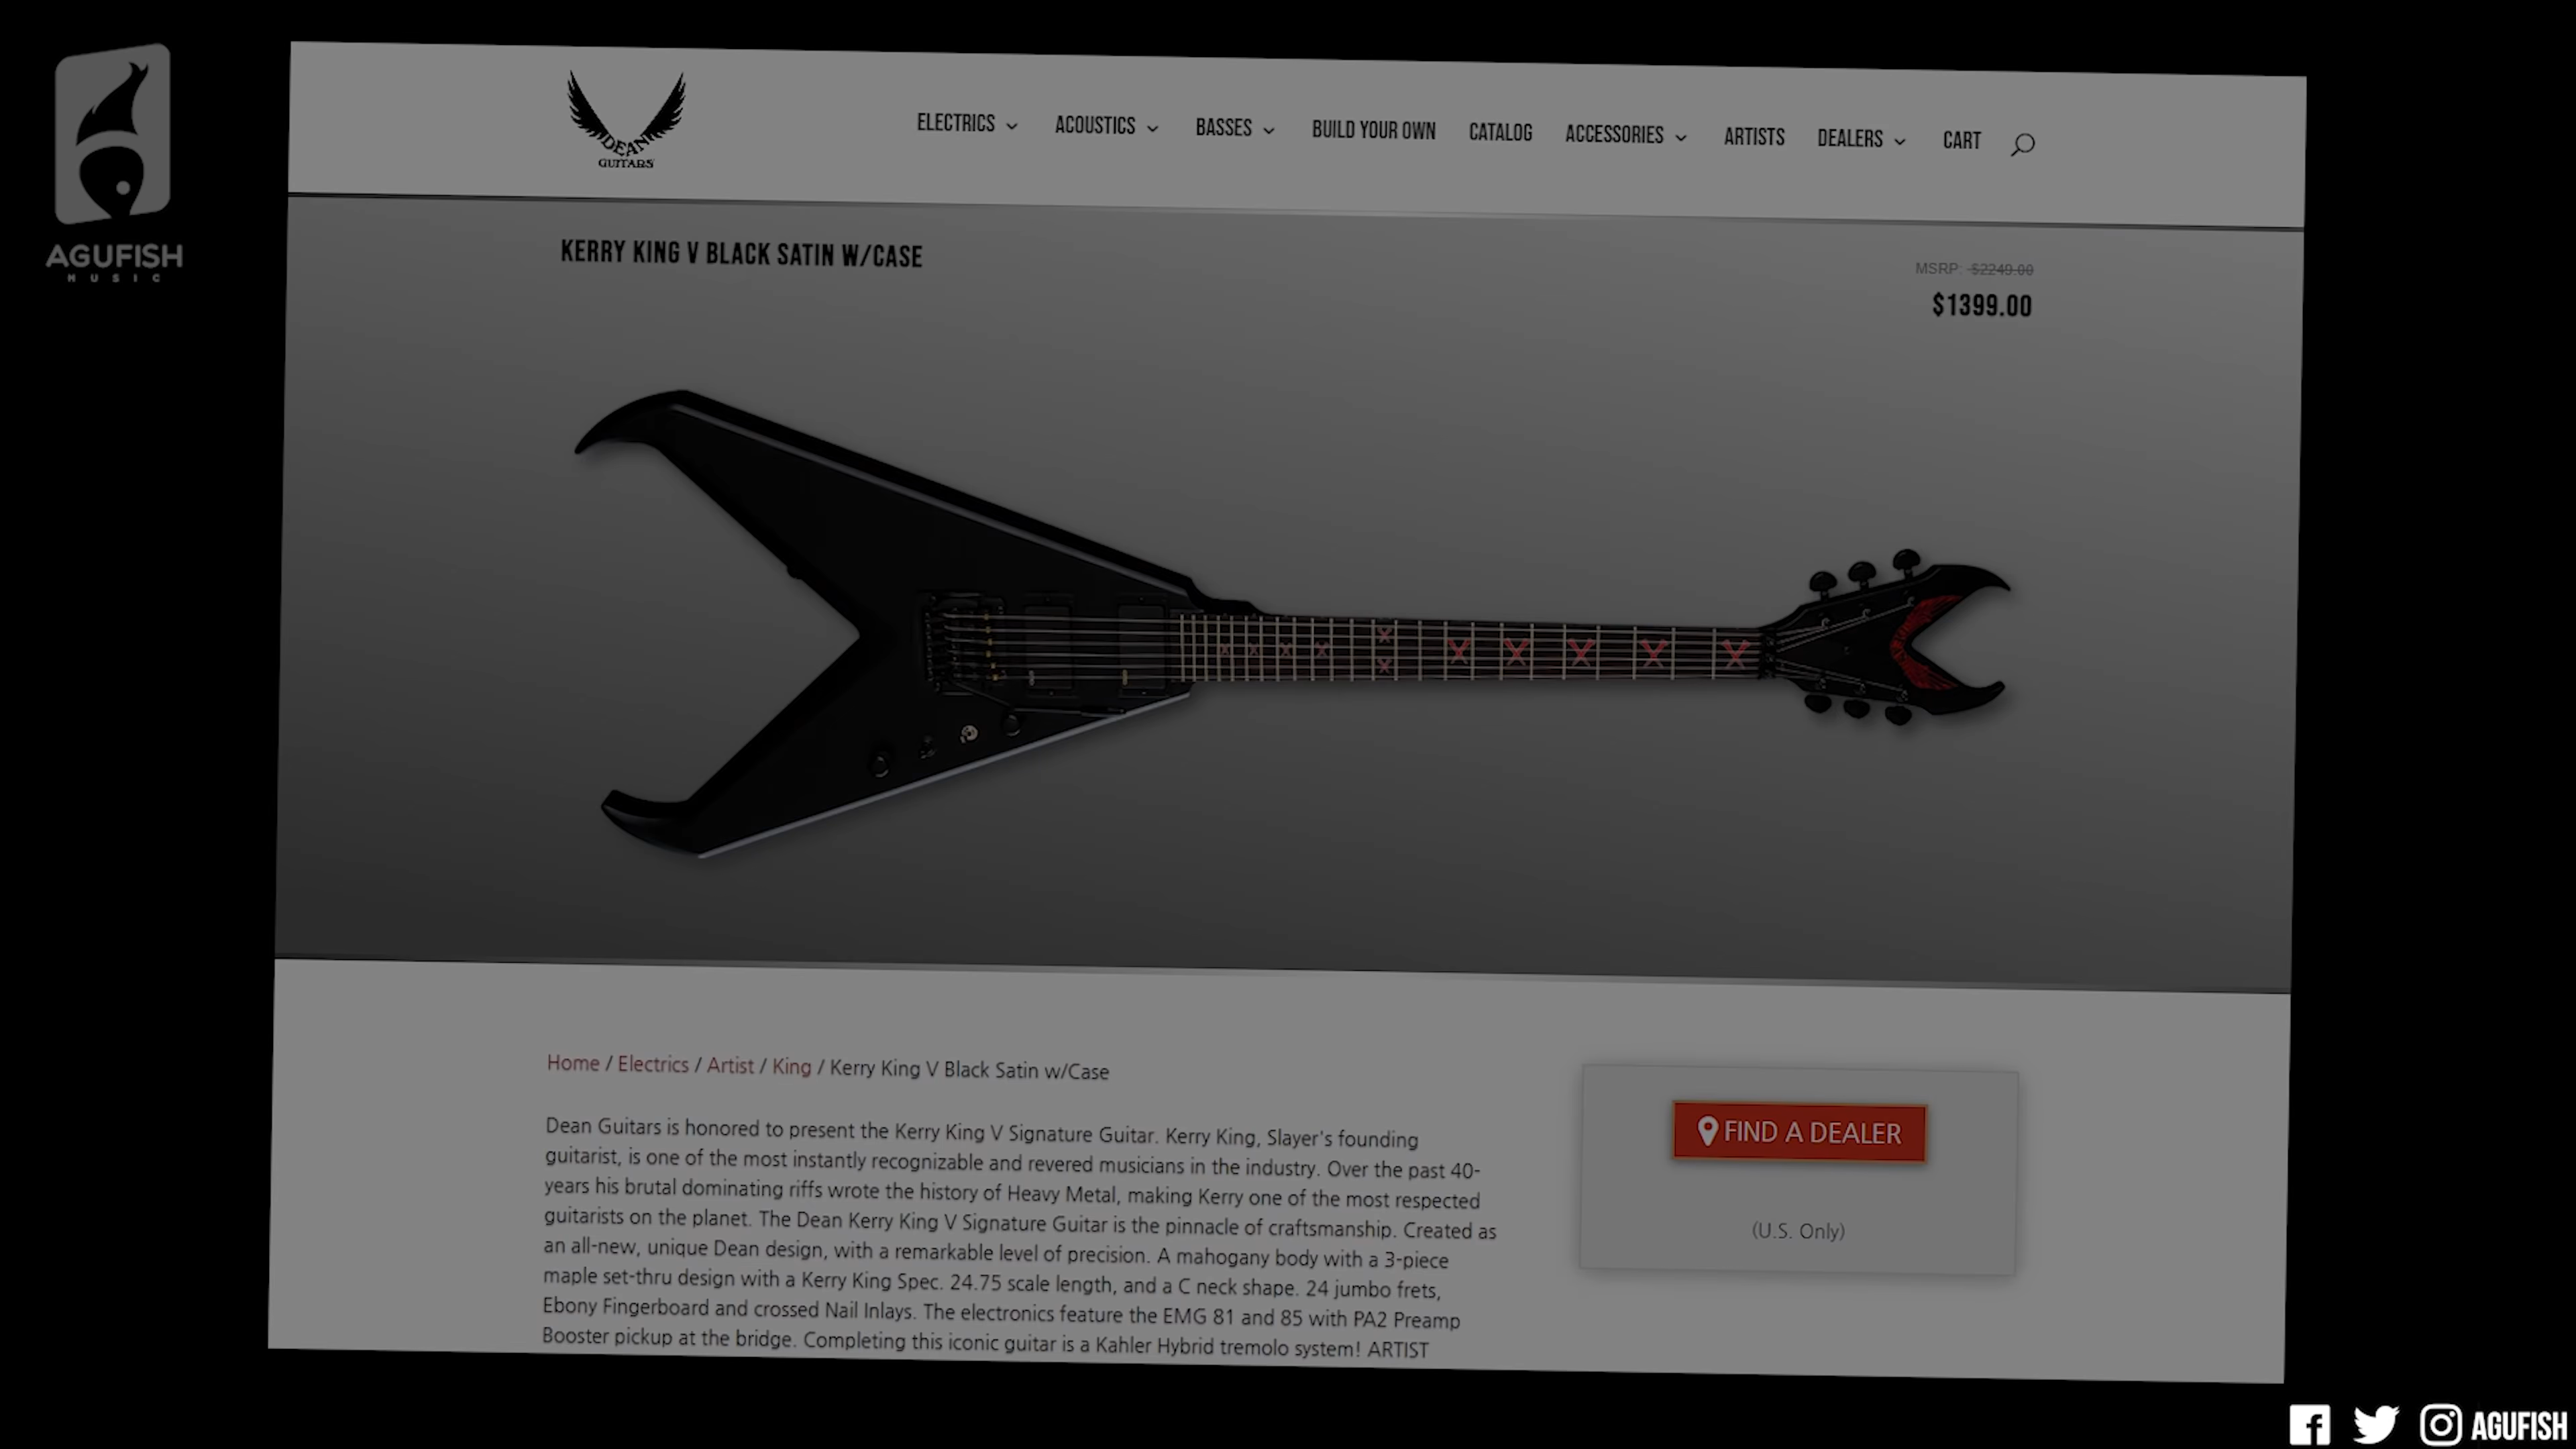 AGUFISH
MUSIC
DEAN
GUITARS
ELECTRICS
ACOUSTICS
BASSES
BUILD YOUR OWN
CATALOG
ACCESSORIES
ARTISTS
DEALERS
CART
KERRY KING V BLACK SATIN W/CASE
MSRP: $2249.00
$1399.00
Home / Electrics / Artist / King / Kerry King V Black Satin w/Case
Dean Guitars is honored to present the Kerry King V Signature Guitar. Kerry King, Slayer's founding
guitarist, is one of the most instantly recognizable and revered musicians in the industry. Over the past 40-
years his brutal dominating riffs wrote the history of Heavy Metal, making Kerry one of the most respected
guitarists on the planet. The Dean Kerry King V Signature Guitar is the pinnacle of craftsmanship. Created as
an all-new, unique Dean design, with a remarkable level of precision. A mahogany body with a 3-piece
maple set-thru design with a Kerry King Spec. 24.75 scale length, and a C neck shape. 24 jumbo frets,
Ebony Fingerboard and crossed Nail Inlays. The electronics feature the EMG 81 and 85 with PA2 Preamp
Booster pickup at the bridge. Completing this iconic guitar is a Kahler Hybrid tremolo system! ARTIST
FIND A DEALER
(U.S. Only)
AGUFISH